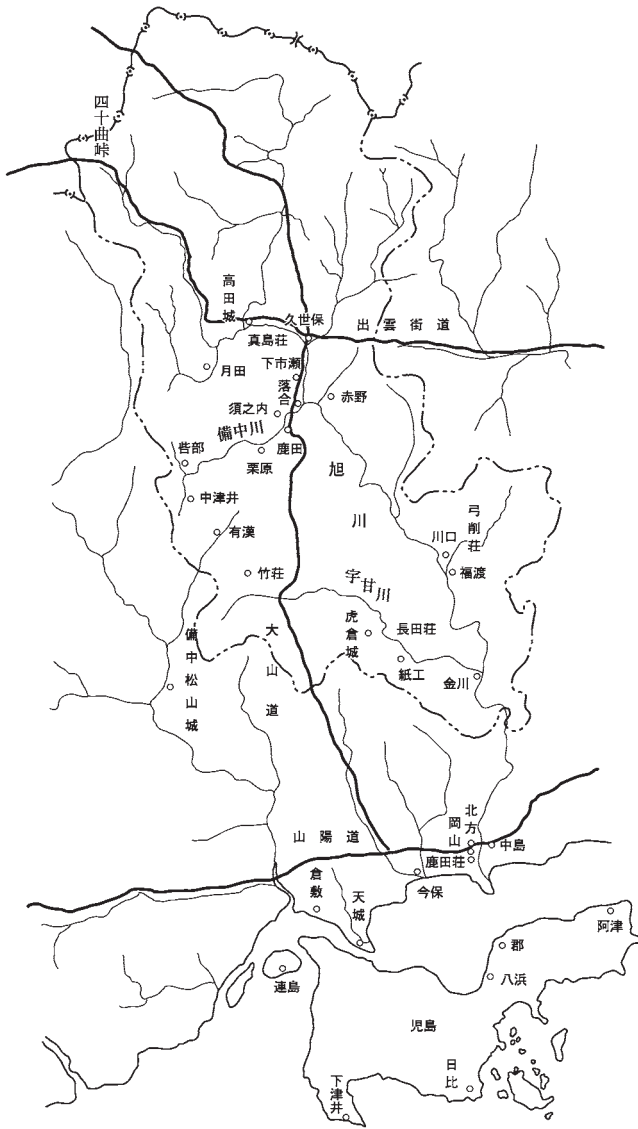 四十曲峠
高田城
久世保
出雲街道
真島荘
下市瀬
月田
落合
赤野
須之内
備中川
鹿田
呰部
栗原
旭川
中津井
弓削荘
有漢
川口
竹荘
福渡
宇甘川
虎倉城
長田荘
大山道
備中松山城
紙工
金川
北方
岡山
山陽道
中島
鹿田荘
倉敷
今保
天城
阿津
郡
連島
八浜
児島
日比
下津井